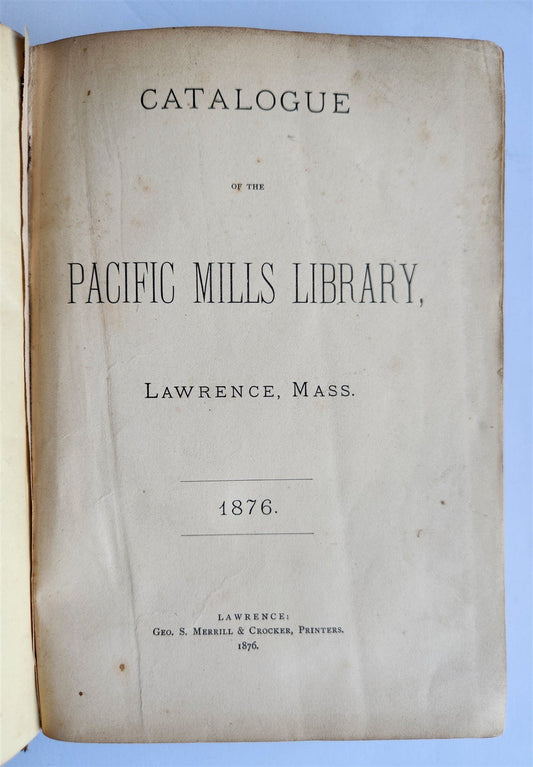 CATALOGUE
OF THE
PACIFIC MILLS LIBRARY,
LAWRENCE, MASS.
1876.
LAWRENCE:
GEO. S. MERRILL & CROCKER, PRINTERS.
1876.